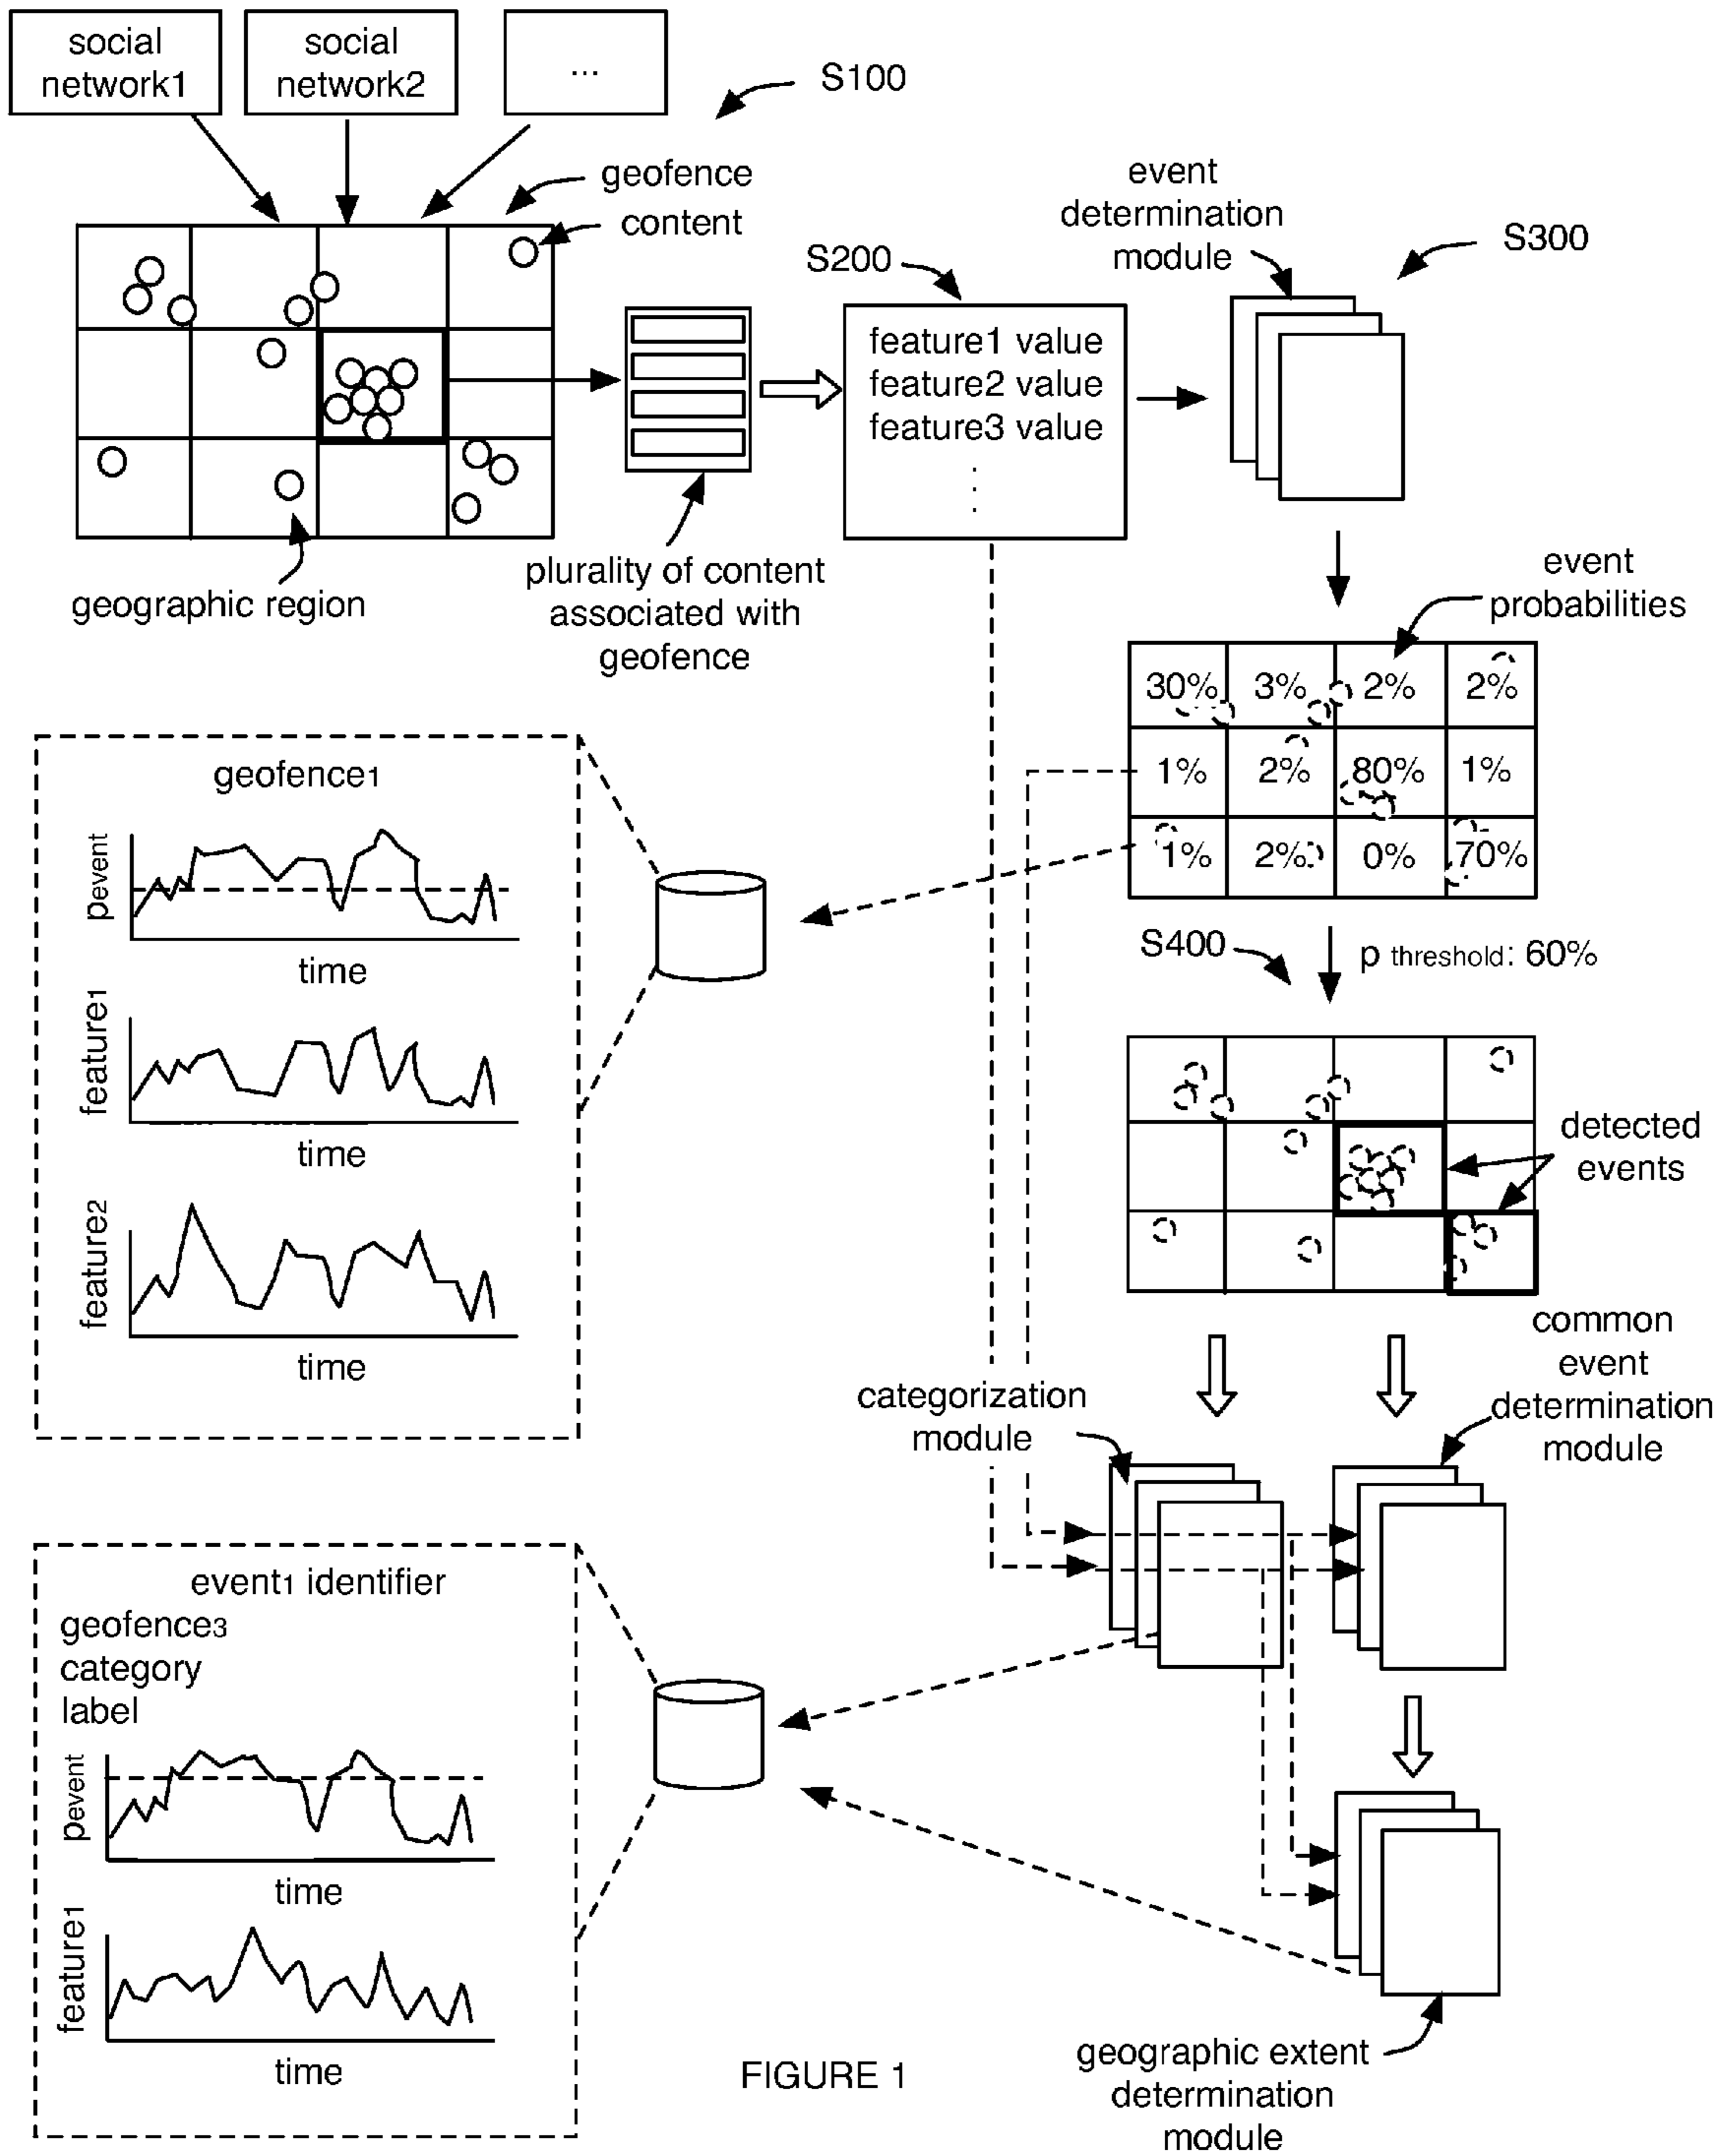 social
network1
social
network2
...
S100
geofence
content
event
determination
module
S300
S200
feature1 value
feature2 value
feature3 value
geographic region
plurality of content
associated with
geofence
event
probabilities
30% 3% 2% 2%
1% 2% 80% 1%
1% 2% 0% 70%
S400
p threshold: 60%
geofence1
pevent
time
feature1
time
feature2
time
detected
events
common
event
determination
module
categorization
module
event1 identifier
geofence3
category
label
pevent
time
feature1
time
geographic extent
determination
module
FIGURE 1